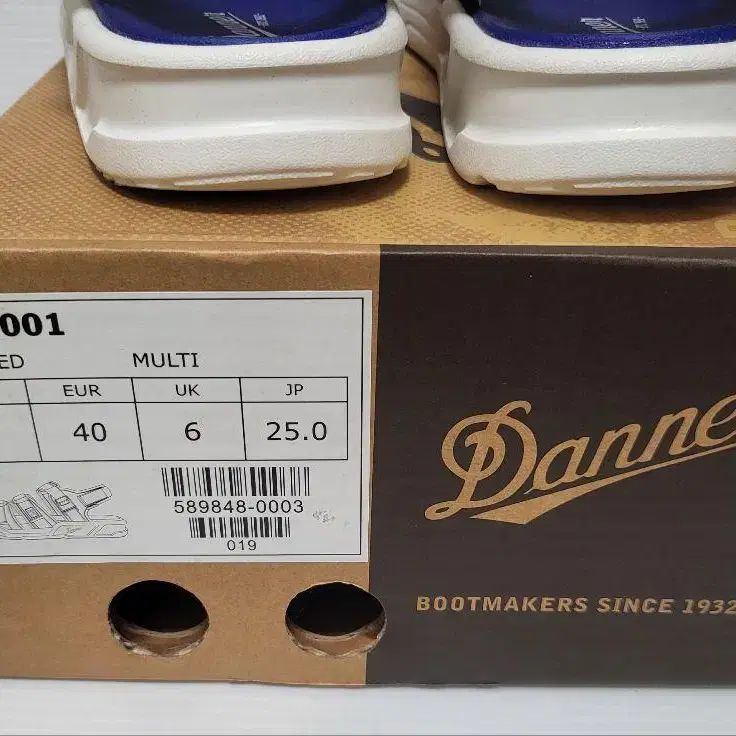 001
ED MULTI
EUR UK JP
40 6 25.0
589848-0003
019
Danne
BOOTMAKERS SINCE 1932